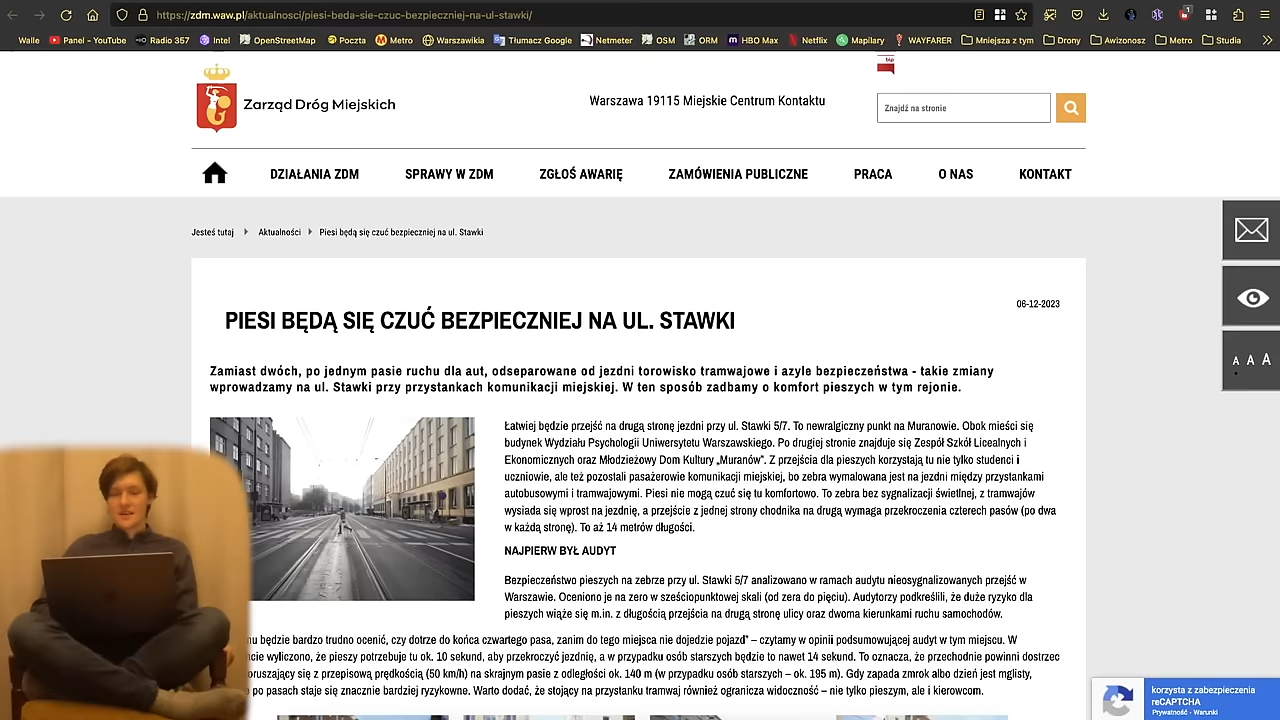 https://zdm.waw.pl/aktualnosci/piesi-beda-sie-czuc-bezpieczniej-na-ul-stawki/
Walle Panel - YouTube Radio 357 Intel OpenStreetMap Poczta Metro Warszawikia Tłumacz Google Netmeter OSM ORM HBO Max Netflix Mapilary WAYFARER Mniejsza z tym Drony Awizonosz Metro Studia
bip
Zarząd Dróg Miejskich
Warszawa 19115 Miejskie Centrum Kontaktu
Znajdź na stronie
DZIAŁANIA ZDM SPRAWY W ZDM ZGŁOŚ AWARIĘ ZAMÓWIENIA PUBLICZNE PRACA O NAS KONTAKT
Jesteś tutaj Aktualności Piesi będą się czuć bezpieczniej na ul. Stawki
06-12-2023
PIESI BĘDĄ SIĘ CZUĆ BEZPIECZNIEJ NA UL. STAWKI
Zamiast dwóch, po jednym pasie ruchu dla aut, odseparowane od jezdni torowisko tramwajowe i azyle bezpieczeństwa - takie zmiany
wprowadzamy na ul. Stawki przy przystankach komunikacji miejskiej. W ten sposób zadbamy o komfort pieszych w tym rejonie.
Łatwiej będzie przejść na drugą stronę jezdni przy ul. Stawki 5/7. To newralgiczny punkt na Muranowie. Obok mieści się
budynek Wydziału Psychologii Uniwersytetu Warszawskiego. Po drugiej stronie znajduje się Zespół Szkół Licealnych i
Ekonomicznych oraz Młodzieżowy Dom Kultury „Muranów”. Z przejścia dla pieszych korzystają tu nie tylko studenci i
uczniowie, ale też pozostali pasażerowie komunikacji miejskiej, bo zebra wymalowana jest na jezdni między przystankami
autobusowymi i tramwajowymi. Piesi nie mogą czuć się tu komfortowo. To zebra bez sygnalizacji świetlnej, z tramwajów
wysiada się wprost na jezdnię, a przejście z jednej strony chodnika na drugą wymaga przekroczenia czterech pasów (po dwa
w każdą stronę). To aż 14 metrów długości.
NAJPIERW BYŁ AUDYT
Bezpieczeństwo pieszych na zebrze przy ul. Stawki 5/7 analizowano w ramach audytu nieosygnalizowanych przejść w
Warszawie. Oceniono je na zero w sześciopunktowej skali (od zera do pięciu). Audytorzy podkreślili, że duże ryzyko dla
pieszych wiąże się m.in. z długością przejścia na drugą stronę ulicy oraz dwoma kierunkami ruchu samochodów.
będzie bardzo trudno ocenić, czy dotrze do końca czwartego pasa, zanim do tego miejsca nie dojedzie pojazd” – czytamy w opinii podsumowującej audyt w tym miejscu. W
wyliczono, że pieszy potrzebuje tu ok. 10 sekund, aby przekroczyć jezdnię, a w przypadku osób starszych będzie to nawet 14 sekund. To oznacza, że przechodnie powinni dostrzec
się z przepisową prędkością (50 km/h) na skrajnym pasie z odległości ok. 140 m (w przypadku osób starszych – ok. 195 m). Gdy zapada zmrok albo dzień jest mglisty,
po pasach staje się znacznie bardziej ryzykowne. Warto dodać, że stojący na przystanku tramwaj również ogranicza widoczność – nie tylko pieszym, ale i kierowcom.
A A A
korzysta z zabezpieczenia
reCAPTCHA
Prywatność - Warunki